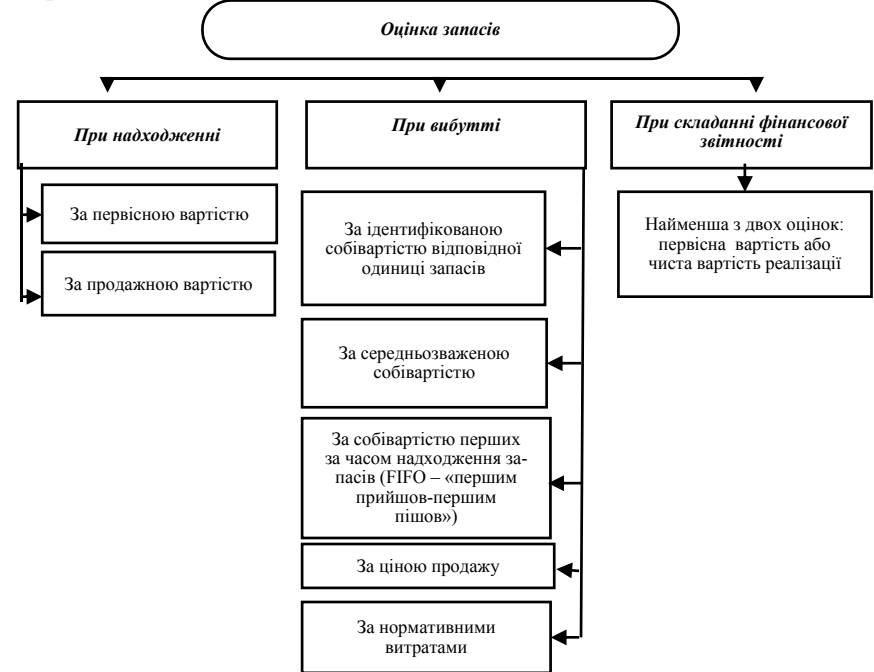 Оцінка запасів
При надходженні
За первісною вартістю
За продажною вартістю
При вибутті
За ідентифікованою
собівартістю відповідної
одиниці запасів
За середньозваженою
собівартістю
За собівартістю перших
за часом надходження за-
пасів (FIFO – «першим
прийшов-першим
пішов»)
За ціною продажу
За нормативними
витратами
При складанні фінансової
звітності
Найменша з двох оцінок:
первісна вартість або
чиста вартість реалізації